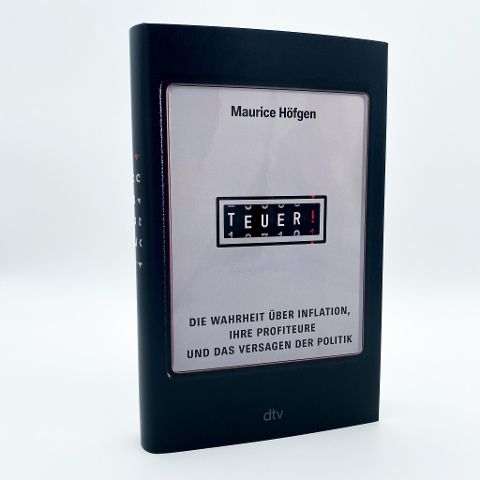 Maurice Höfgen
TEUER!
DIE WAHRHEIT ÜBER INFLATION,
IHRE PROFITEURE
UND DAS VERSAGEN DER POLITIK
dtv